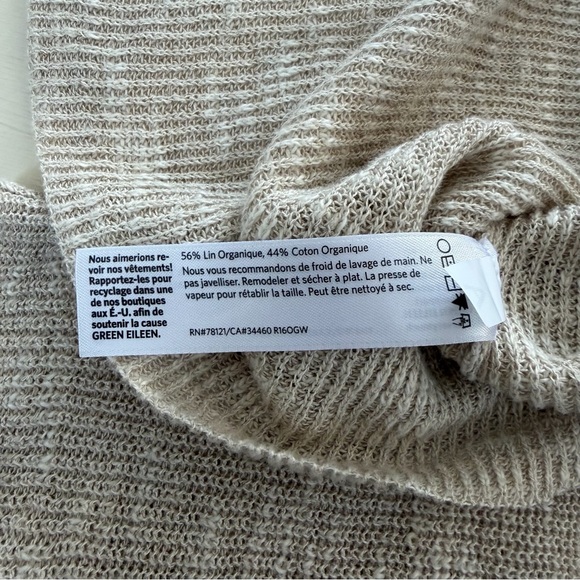 Nous aimerions re-
voir nos vêtements!
Rapportez-les pour
recyclage dans une
de nos boutiques
aux É.-U. afin de
soutenir la cause
GREEN EILEEN.
56% Lin Organique, 44% Coton Organique
Nous vous recommandons de froid de lavage de main. Ne
pas javelliser. Remodeler et sécher à plat. La presse de
vapeur pour rétablir la taille. Peut être nettoyé à sec.
RN#78121/CA#34460 R16OGW